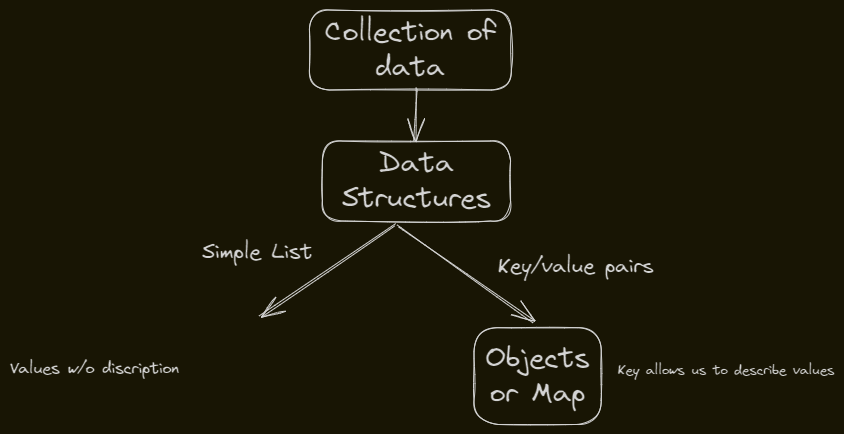 Collection of
data
Data
Structures
Simple List
Key/value pairs
Values w/o discription
Objects
or Map
Key allows us to describe values